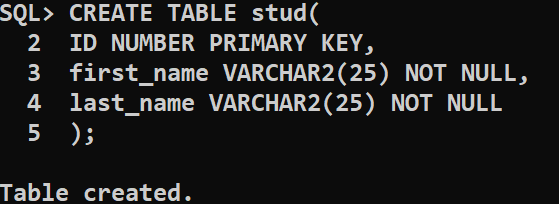 SQL> CREATE TABLE stud(
2 ID NUMBER PRIMARY KEY,
3 first_name VARCHAR2(25) NOT NULL,
4 last_name VARCHAR2(25) NOT NULL
5 );
Table created.